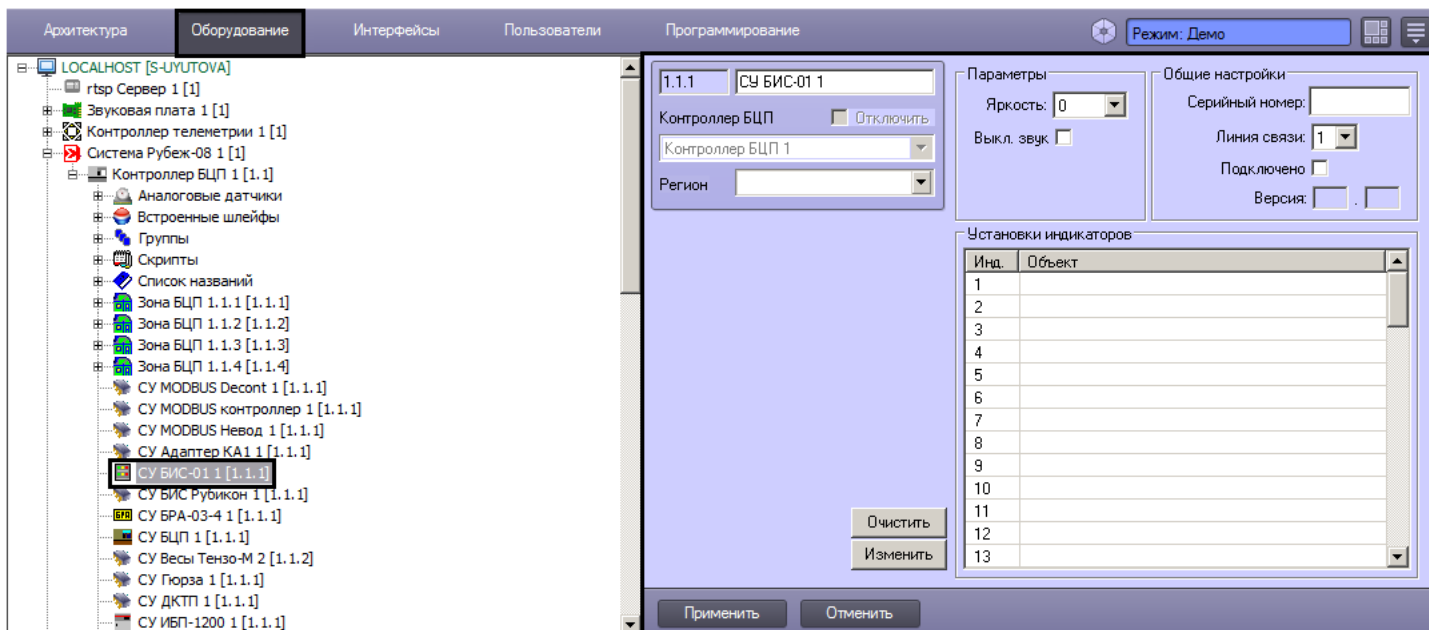 Архитектура Оборудование Интерфейсы Пользователи Программирование Режим: Демо
LOCALHOST [S-UYUTOVA]
rtsp Сервер 1 [1]
Звуковая плата 1 [1]
Контроллер телеметрии 1 [1]
Система Рубеж-08 1 [1]
Контроллер БЦП 1 [1.1]
Аналоговые датчики
Встроенные шлейфы
Группы
Скрипты
Список названий
Зона БЦП 1.1.1 [1.1.1]
Зона БЦП 1.1.2 [1.1.2]
Зона БЦП 1.1.3 [1.1.3]
Зона БЦП 1.1.4 [1.1.4]
СУ MODBUS Decont 1 [1.1.1]
СУ MODBUS контроллер 1 [1.1.1]
СУ MODBUS Невод 1 [1.1.1]
СУ Адаптер КА1 1 [1.1.1]
СУ БИС-01 1 [1.1.1]
СУ БИС Рубикон 1 [1.1.1]
СУ БРА-03-4 1 [1.1.1]
СУ БЦП 1 [1.1.1]
СУ Весы Тензо-М 2 [1.1.2]
СУ Гюрза 1 [1.1.1]
СУ ДКТП 1 [1.1.1]
СУ ИБП-1200 1 [1.1.1]
1.1.1 СУ БИС-01 1
Контроллер БЦП Отключить
Контроллер БЦП 1
Регион
Параметры
Яркость: 0
Выкл. звук
Общие настройки
Серийный номер:
Линия связи: 1
Подключено
Версия: .
Установки индикаторов
Инд. Объект
1
2
3
4
5
6
7
8
9
10
11
12
13
Очистить
Изменить
Применить Отменить